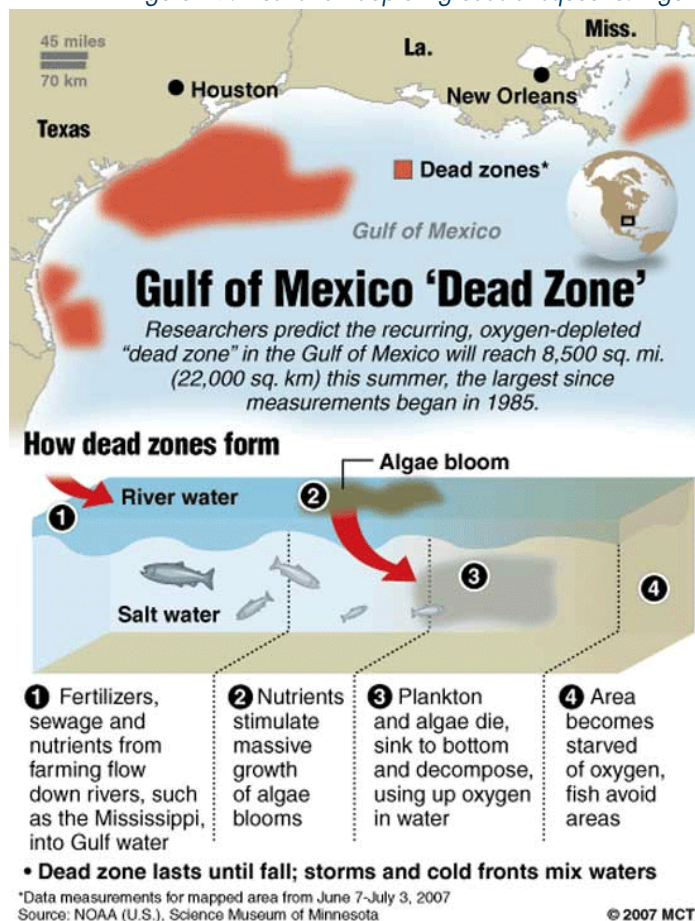 45 miles
70 km
Miss.
La.
Houston
New Orleans
Texas
Dead zones*
Gulf of Mexico
Gulf of Mexico ‘Dead Zone’
Researchers predict the recurring, oxygen-depleted
“dead zone” in the Gulf of Mexico will reach 8,500 sq. mi.
(22,000 sq. km) this summer, the largest since
measurements began in 1985.
How dead zones form
Algae bloom
River water
1
2
3
4
Salt water
1 Fertilizers,
sewage and
nutrients from
farming flow
down rivers, such
as the Mississippi,
into Gulf water
2 Nutrients
stimulate
massive
growth
of algae
blooms
3 Plankton
and algae die,
sink to bottom
and decompose,
using up oxygen
in water
4 Area
becomes
starved
of oxygen,
fish avoid
areas
• Dead zone lasts until fall; storms and cold fronts mix waters
*Data measurements for mapped area from June 7-July 3, 2007
Source: NOAA (U.S.), Science Museum of Minnesota
© 2007 MCT